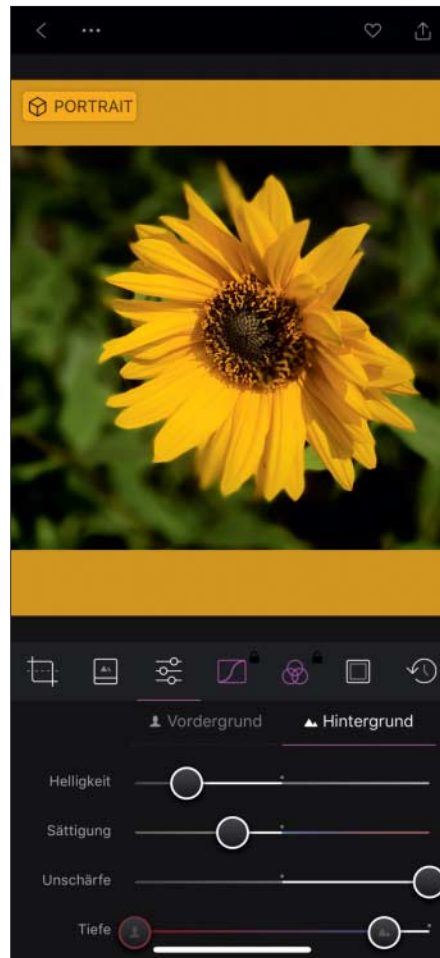 PORTRAIT
Vordergrund Hintergrund
Helligkeit
Sättigung
Unschärfe
Tiefe